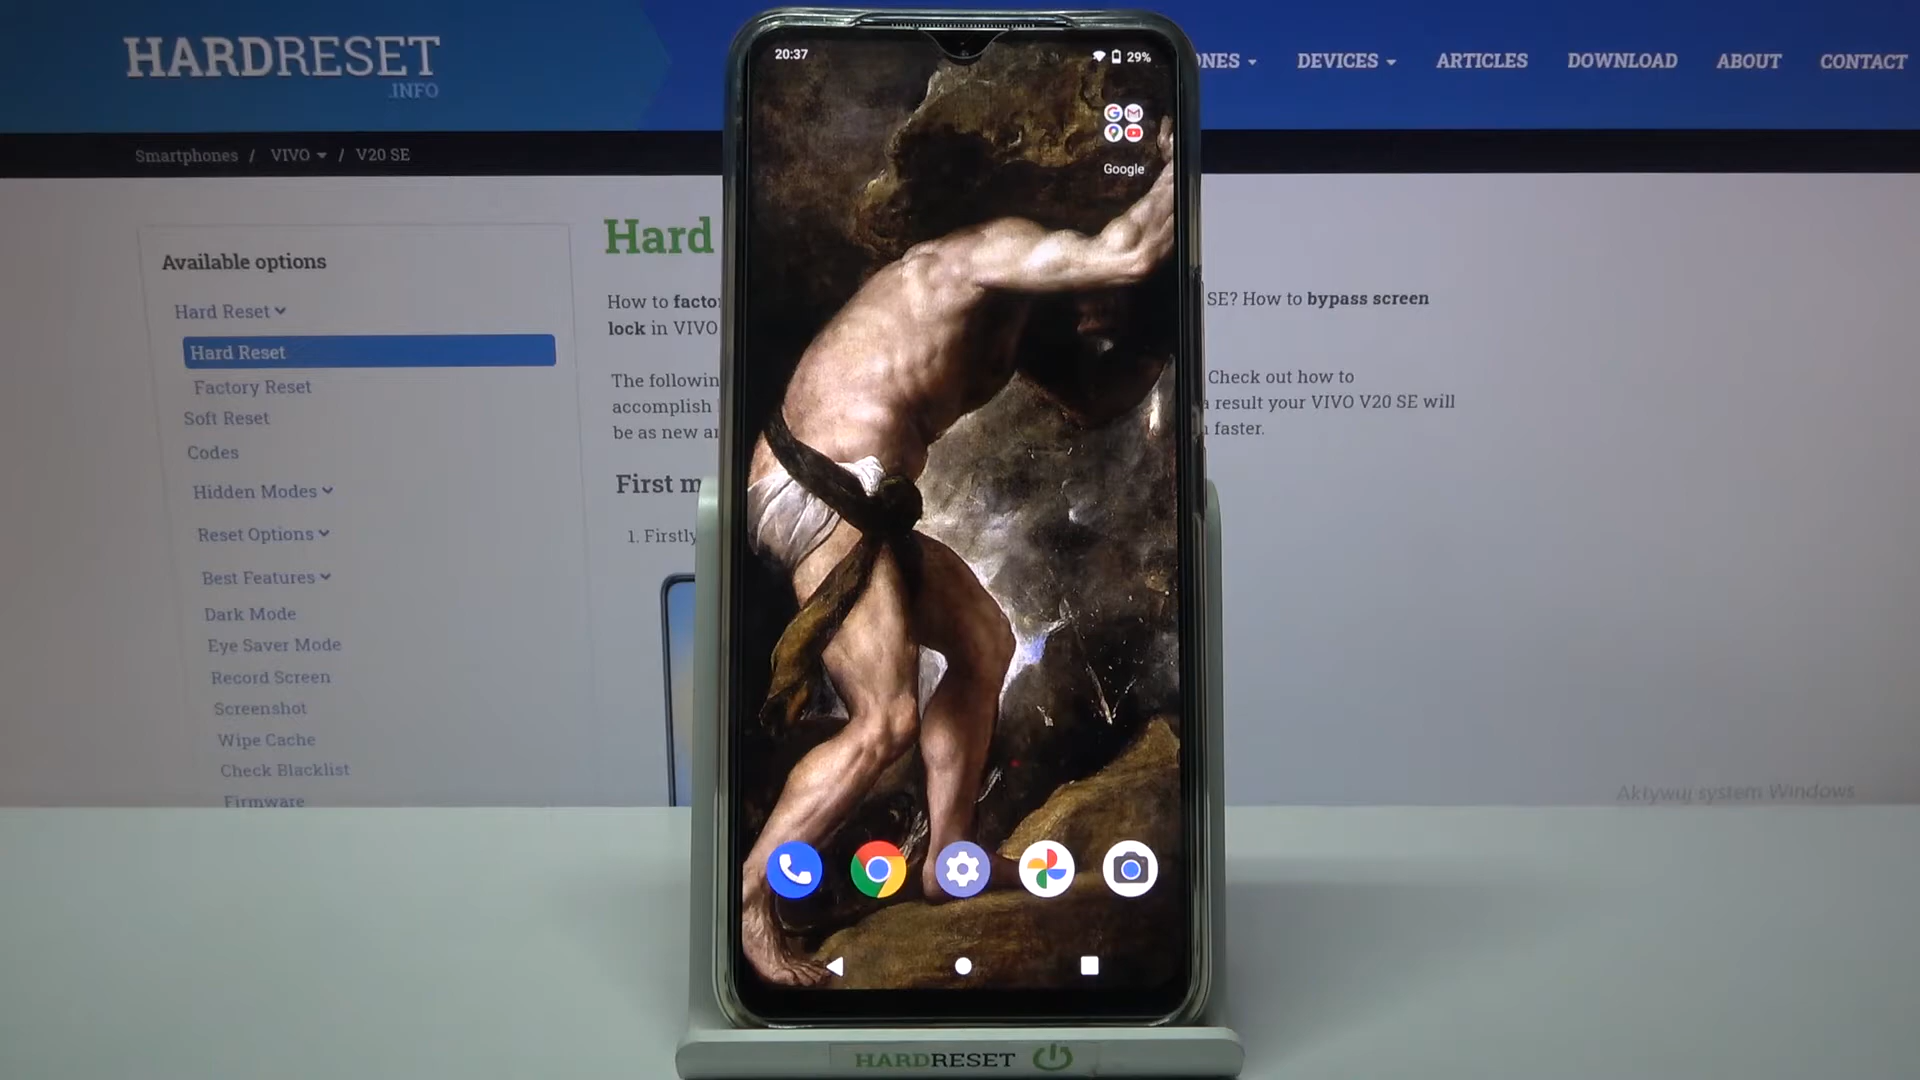 HARDRESET
.INFO
DEVICES
ARTICLES
DOWNLOAD
ABOUT
CONTACT
Smartphones / VIVO / V20 SE
20:37
29%
Google
Available options
Hard Reset
Hard Reset
Factory Reset
Soft Reset
Codes
Hidden Modes
Reset Options
Best Features
Dark Mode
Eye Saver Mode
Record Screen
Screenshot
Wipe Cache
Check Blacklist
Firmware
Hard
How to
SE? How to bypass screen
lock in VIVO
The
Check out how to
accomplish
result your VIVO V20 SE will
be as new
faster.
First
1. Firstly
Aktywuj system Windows
HARDRESET